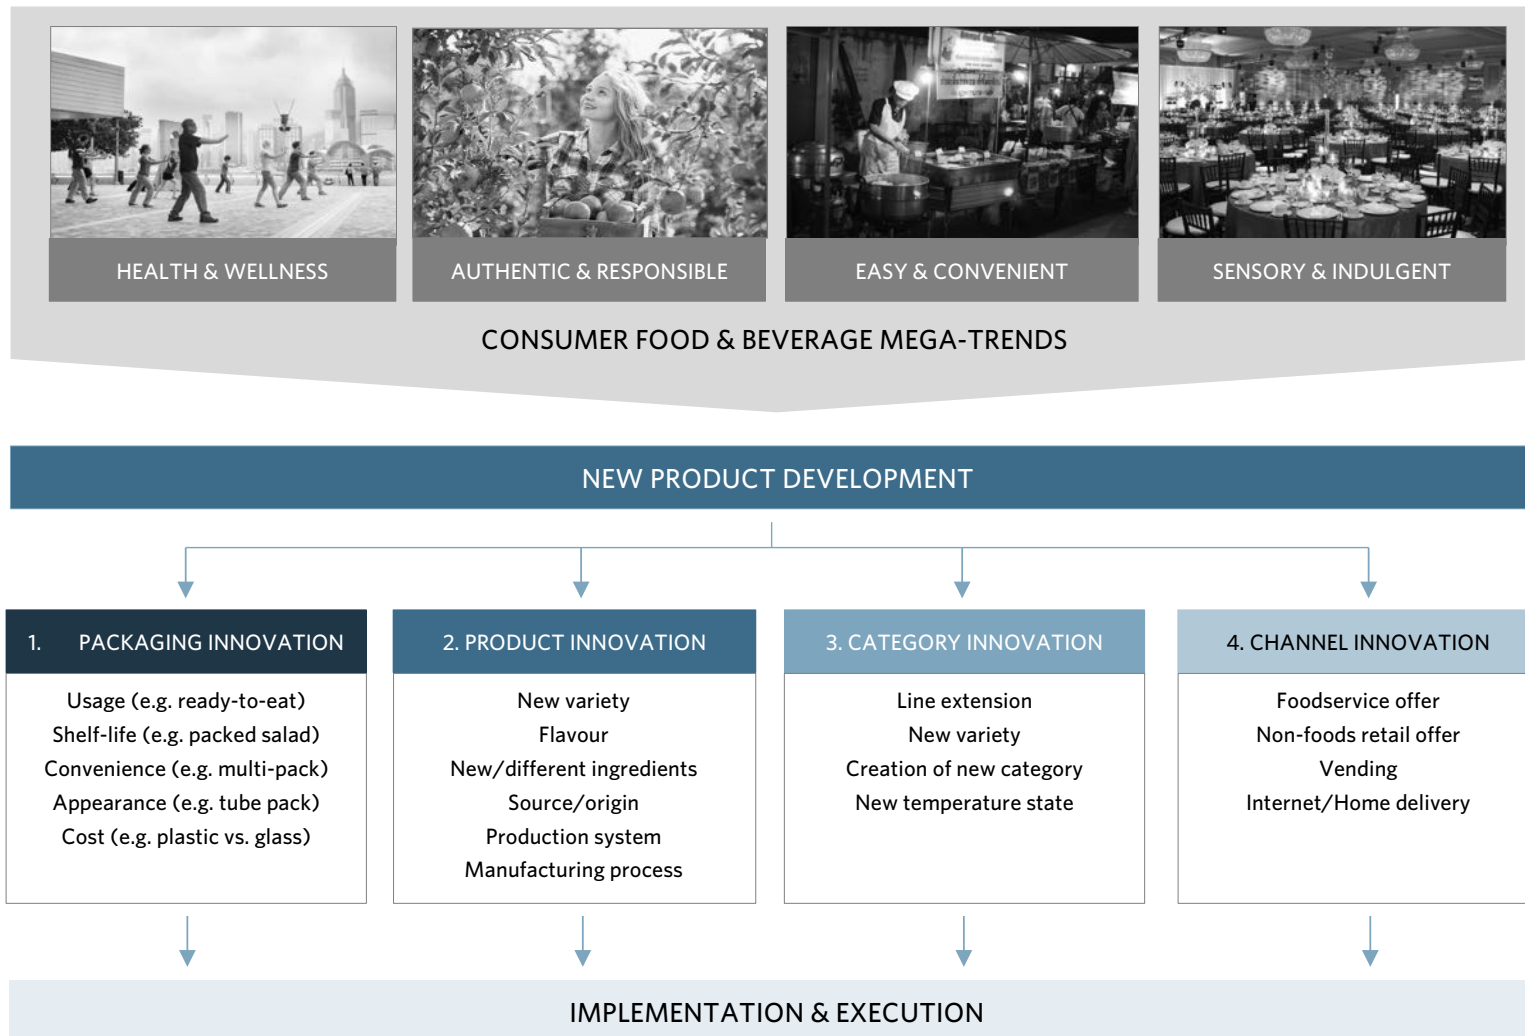 HEALTH & WELLNESS
AUTHENTIC & RESPONSIBLE
EASY & CONVENIENT
SENSORY & INDULGENT
CONSUMER FOOD & BEVERAGE MEGA-TRENDS
NEW PRODUCT DEVELOPMENT
1. PACKAGING INNOVATION
Usage (e.g. ready-to-eat)
Shelf-life (e.g. packed salad)
Convenience (e.g. multi-pack)
Appearance (e.g. tube pack)
Cost (e.g. plastic vs. glass)
2. PRODUCT INNOVATION
New variety
Flavour
New/different ingredients
Source/origin
Production system
Manufacturing process
3. CATEGORY INNOVATION
Line extension
New variety
Creation of new category
New temperature state
4. CHANNEL INNOVATION
Foodservice offer
Non-foods retail offer
Vending
Internet/Home delivery
IMPLEMENTATION & EXECUTION